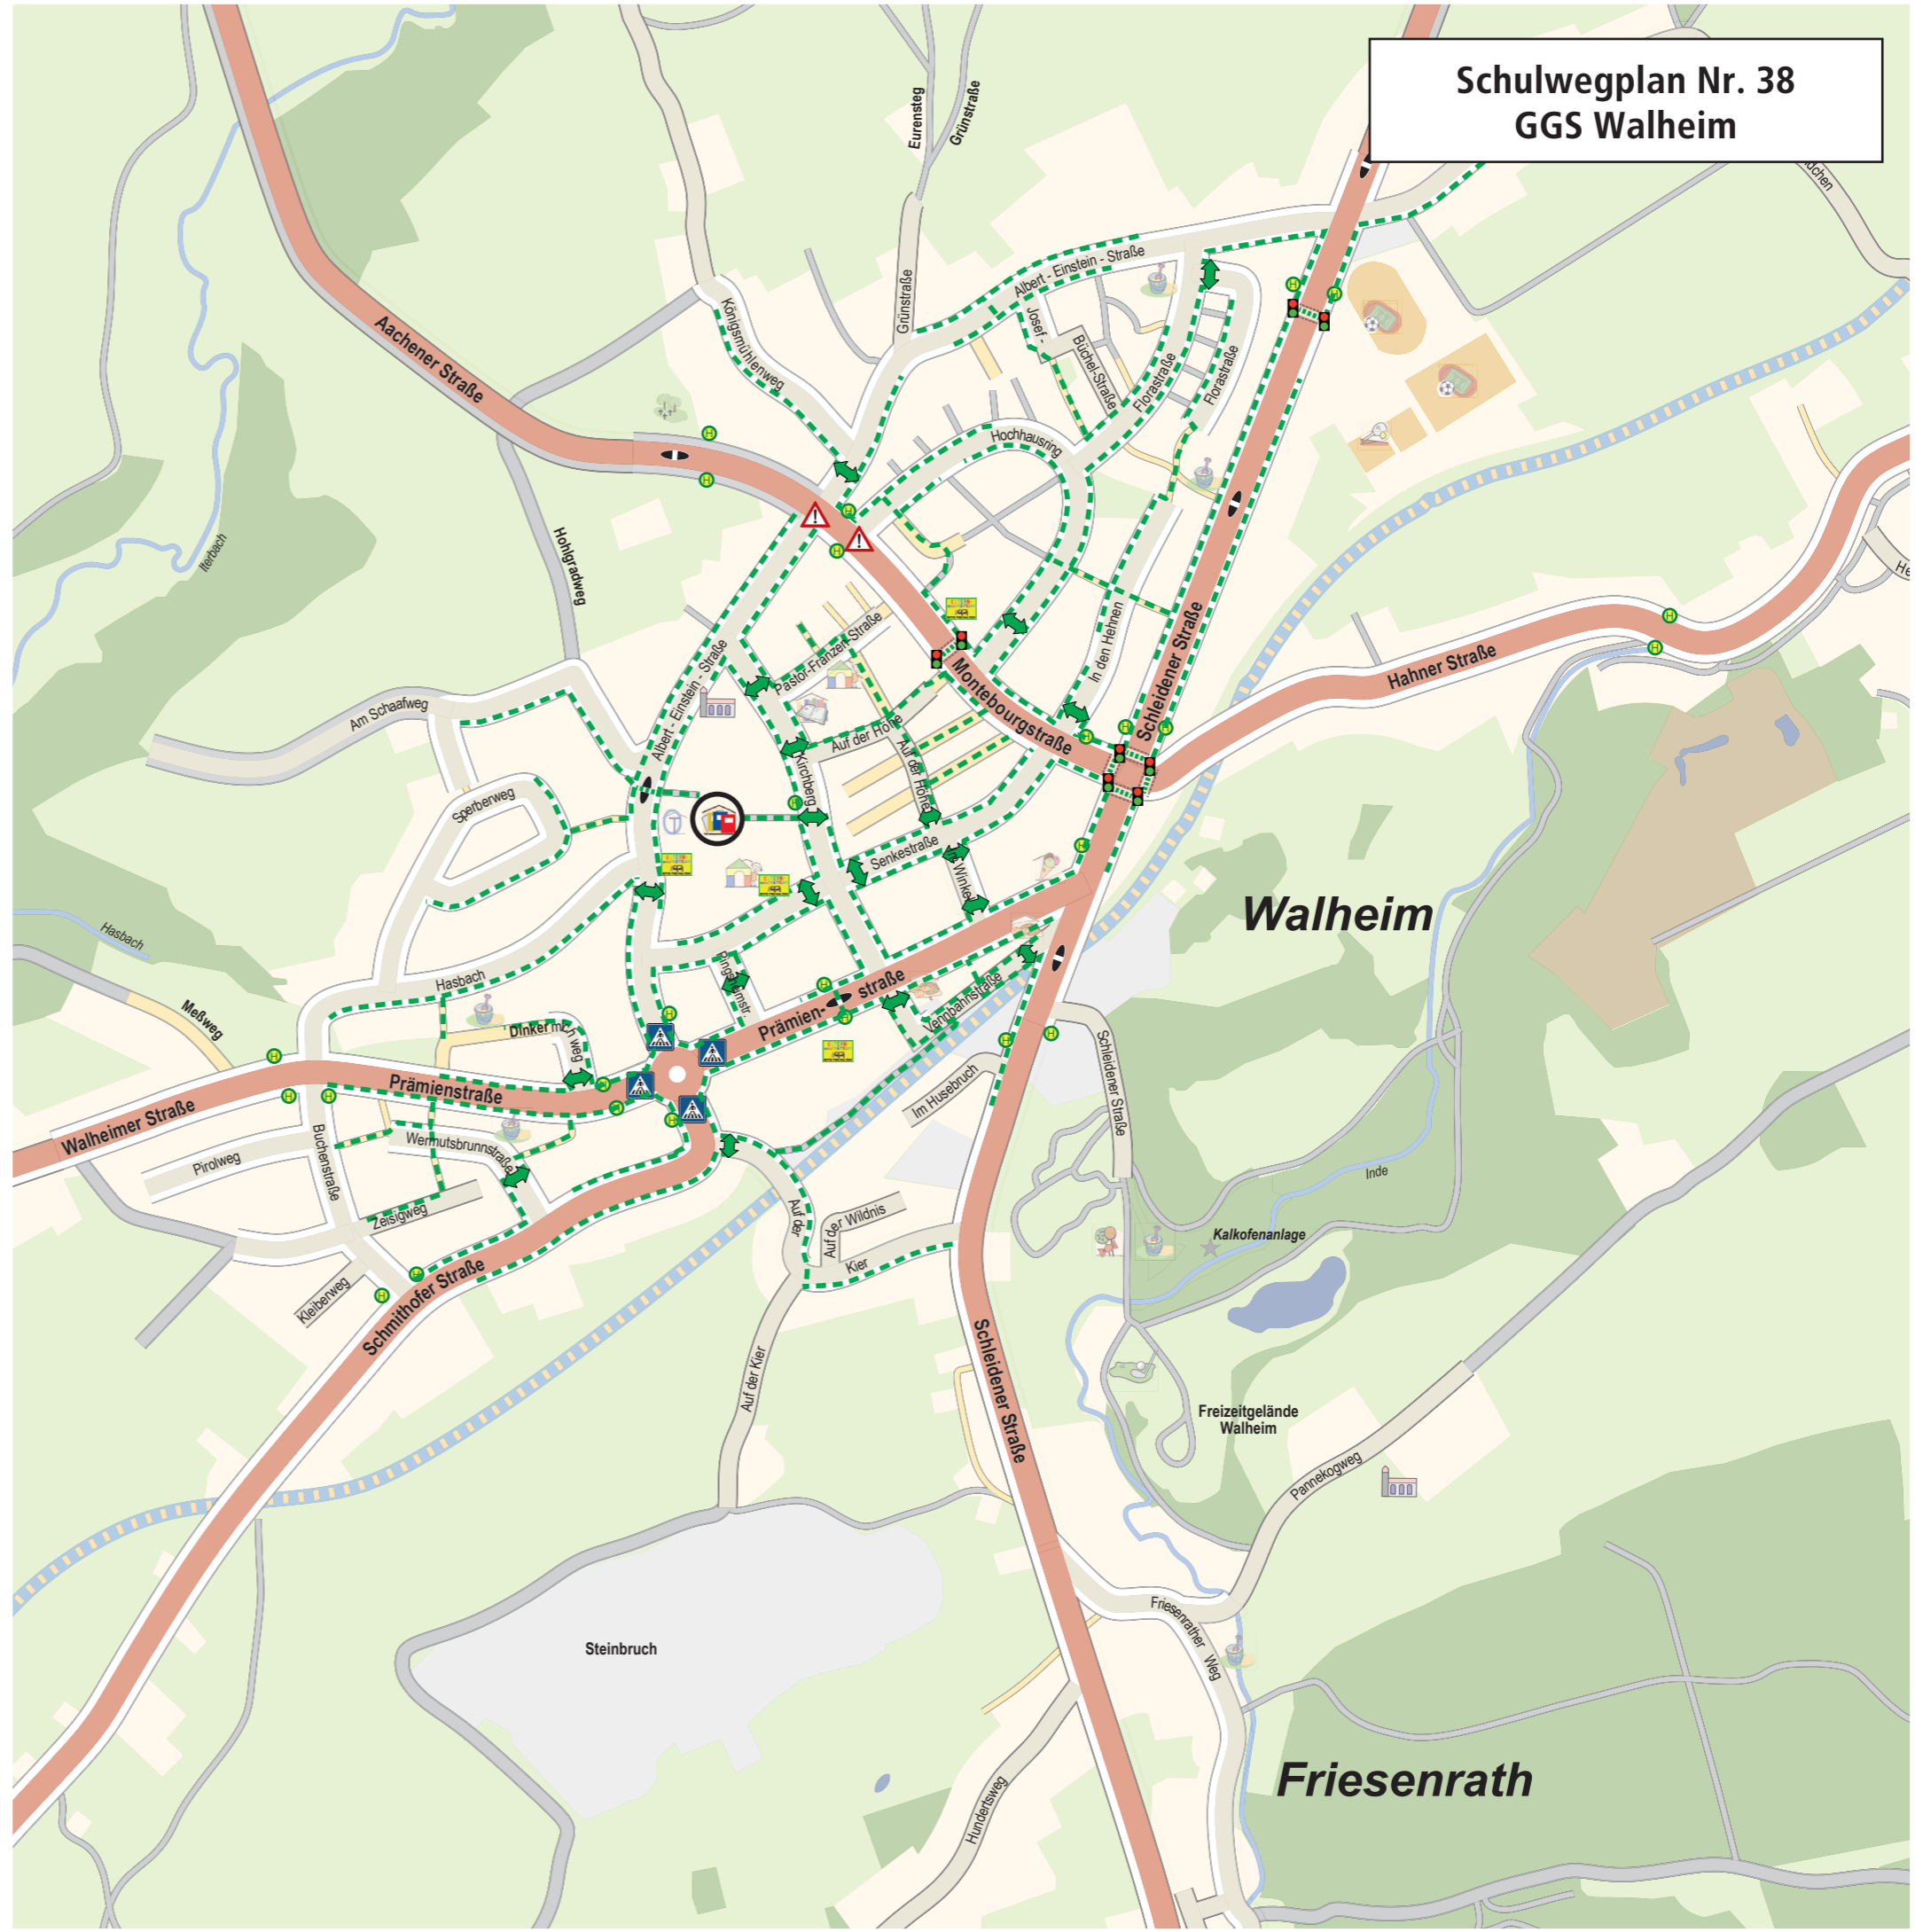 Schulwegplan Nr. 38
GGS Walheim
Eurensteg
Grünstraße
Aachener Straße
Königsmühlenweg
Grünstraße
Albert - Einstein - Straße
Josef -
Büchel-Straße
Florastraße
Florastraße
Hochhausring
Iterbach
Hohlgradweg
In den Hehnen
Schleidener Straße
Hahner Straße
Pastor-Franzen-Straße
Albert - Einstein - Straße
Montebourgstraße
Am Schaafweg
Auf der Höhe
Auf der Höhe
Kirchberg
Sperberweg
Senkestraße
Winkel
Walheim
Hasbach
Hasbach
Meßweg
Prämien-
straße
Vennbahnstraße
Prämienstraße
Walheimer Straße
Im Husebruch
Schleidener Straße
Wermutsbrunnstraße
Pirolweg
Buchenstraße
Zeisigweg
Inde
Auf der
Auf der Wildnis
Kalkofenanlage
Kier
Kleiberweg
Schmithofer Straße
Auf der Kier
Schleidener Straße
Freizeitgelände
Walheim
Pannekogweg
Steinbruch
Friesenrather
Weg
Friesenrath
Hundertsweg